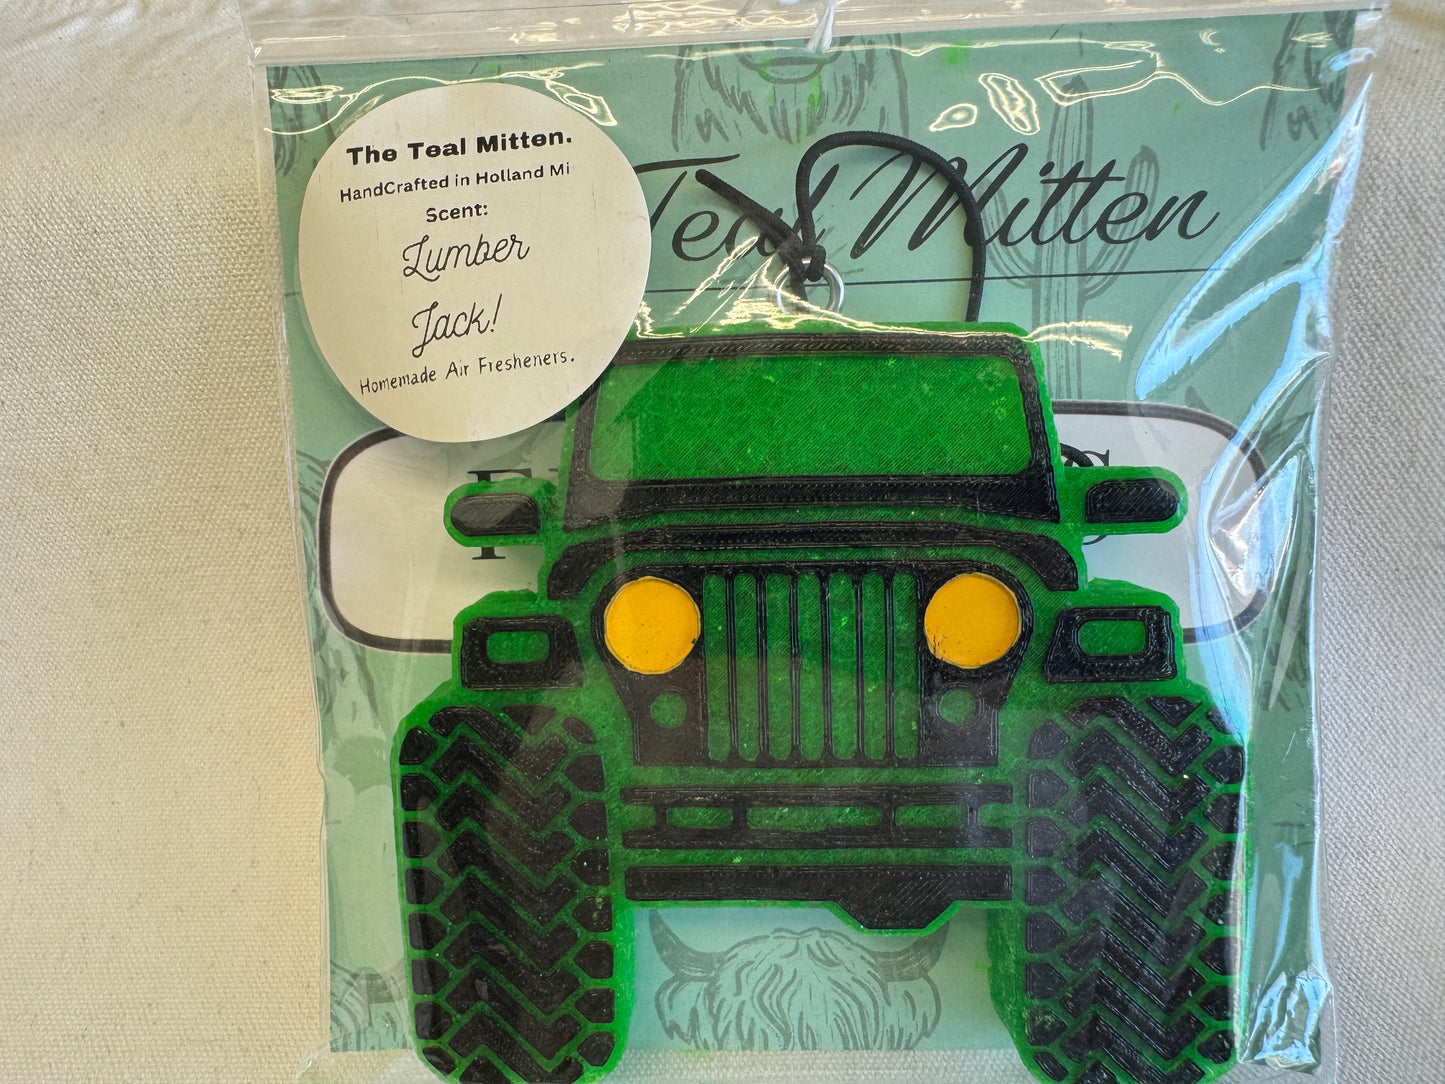 The Teal Mitten.
HandCrafted in Holland Mi
Scent:
Lumber
Jack!
Homemade Air Fresheners.
Teal Mitten